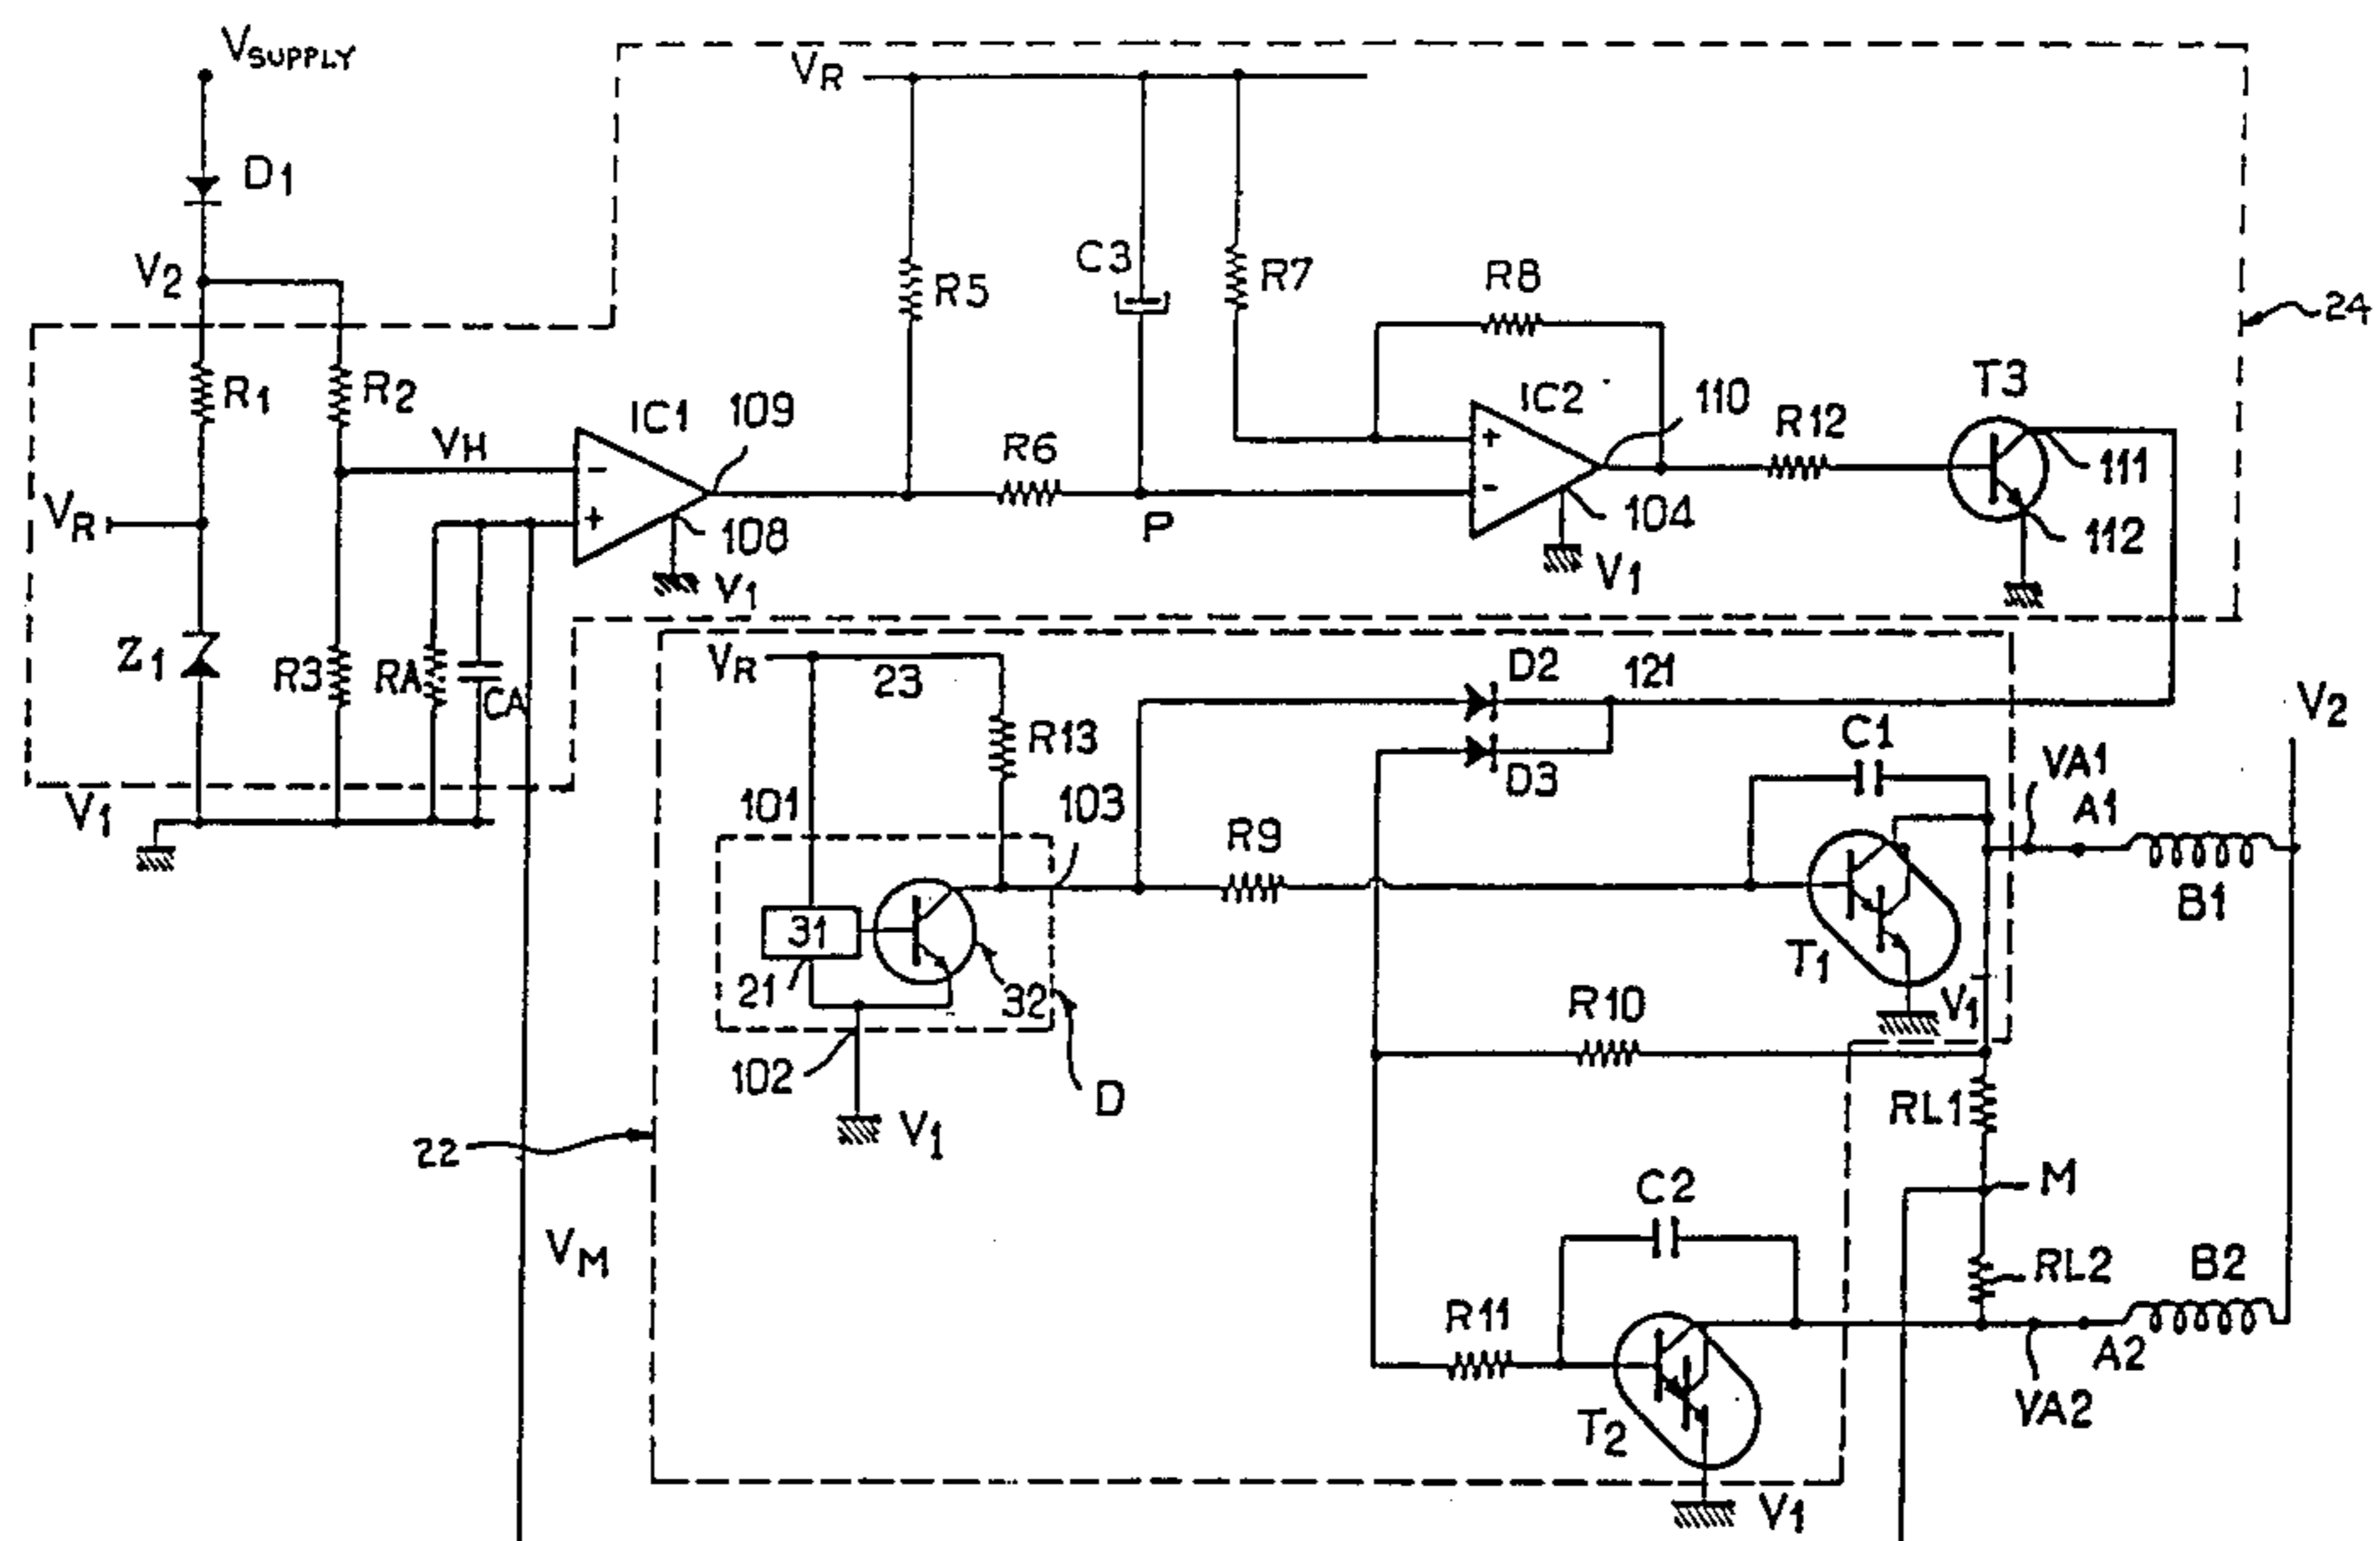 VSUPPLY
VR
D1
V2
C3
R5
R7
R8
24
R1
R2
IC1
109
IC2
110
T3
VH
R6
R12
111
VR
-
+
108
V1
P
+
-
104
V1
112
Z1
R3
RA
CA
VR
23
D2
121
V2
R13
D3
C1
VA1
A1
V1
101
103
R9
B1
31
21
32
T1
V1
R10
102
D
V1
RL1
22
C2
M
VM
RL2
B2
R11
A2
T2
VA2
V1